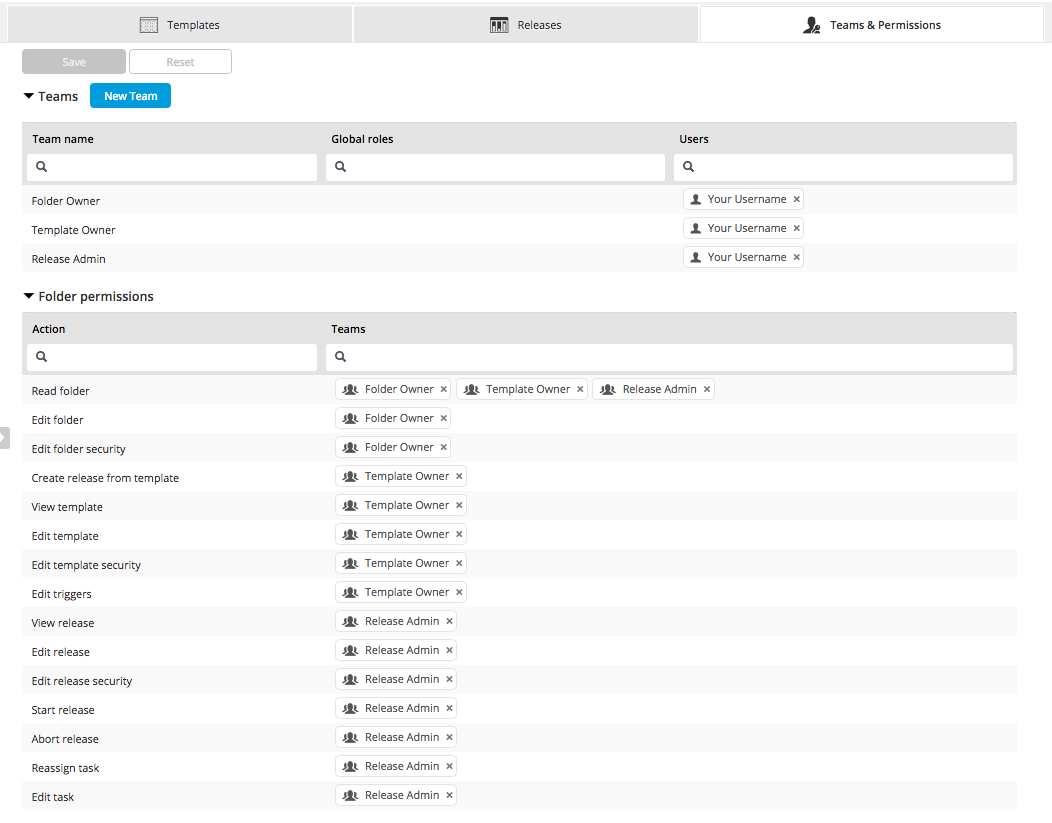 Templates Releases Teams & Permissions
Save Reset
Teams New Team
Team name Global roles Users
Folder Owner Your Username ×
Template Owner Your Username ×
Release Admin Your Username ×
Folder permissions
Action Teams
Read folder Folder Owner × Template Owner × Release Admin ×
Edit folder Folder Owner ×
Edit folder security Folder Owner ×
Create release from template Template Owner ×
View template Template Owner ×
Edit template Template Owner ×
Edit template security Template Owner ×
Edit triggers Template Owner ×
View release Release Admin ×
Edit release Release Admin ×
Edit release security Release Admin ×
Start release Release Admin ×
Abort release Release Admin ×
Reassign task Release Admin ×
Edit task Release Admin ×